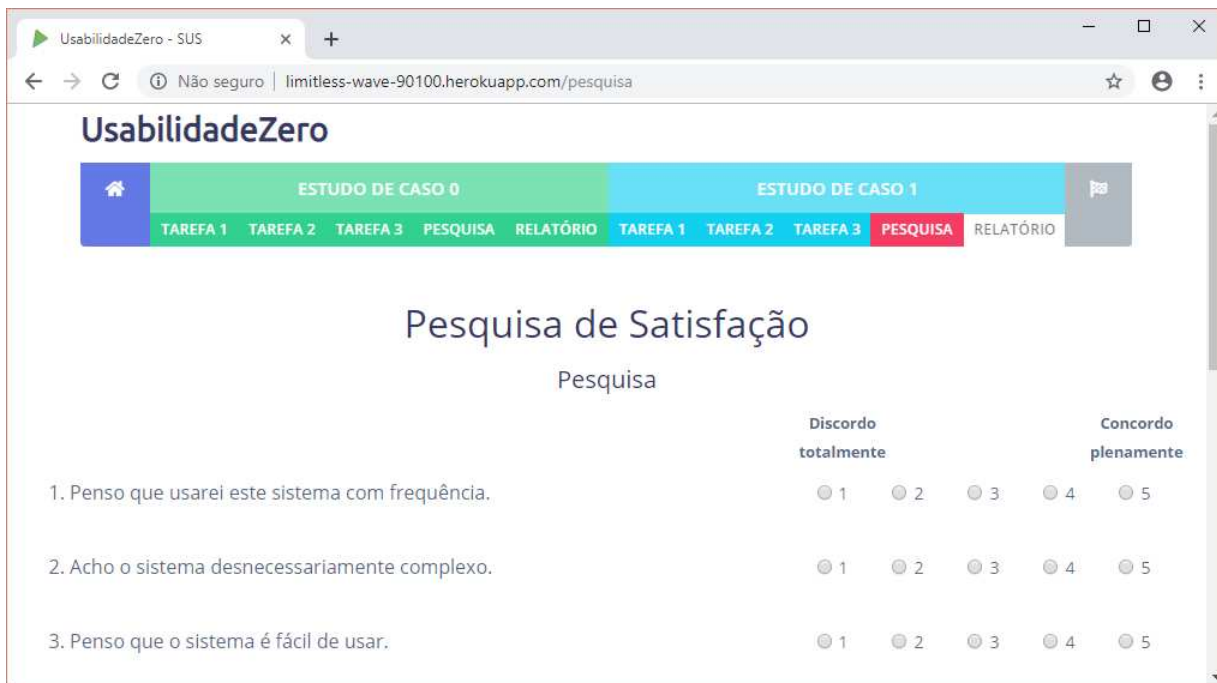 UsabilidadeZero - SUS
Não seguro | limitless-wave-90100.herokuapp.com/pesquisa
UsabilidadeZero
ESTUDO DE CASO 0 ESTUDO DE CASO 1
TAREFA 1 TAREFA 2 TAREFA 3 PESQUISA RELATÓRIO TAREFA 1 TAREFA 2 TAREFA 3 PESQUISA RELATÓRIO
Pesquisa de Satisfação
Pesquisa
Discordo Concordo
totalmente plenamente
1. Penso que usarei este sistema com frequência. 1 2 3 4 5
2. Acho o sistema desnecessariamente complexo. 1 2 3 4 5
3. Penso que o sistema é fácil de usar. 1 2 3 4 5